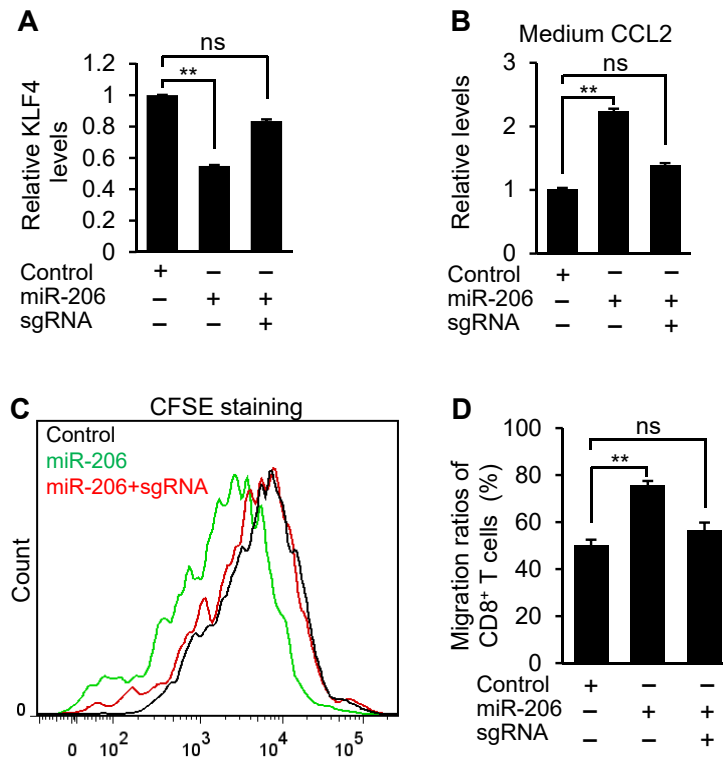 A
ns
**
1.2
1
0.8
0.6
0.4
0.2
0
Relative KLF4
levels
Control + − −
miR-206 − + +
sgRNA − − +
B
Medium CCL2
ns
**
3
2
1
0
Relative levels
Control + − −
miR-206 − + +
sgRNA − − +
C
CFSE staining
Control
miR-206
miR-206+sgRNA
Count
0
0 10² 10³ 10⁴ 10⁵
D
ns
**
100
80
60
40
20
0
Migration ratios of
CD8⁺ T cells (%)
Control + − −
miR-206 − + +
sgRNA − − +